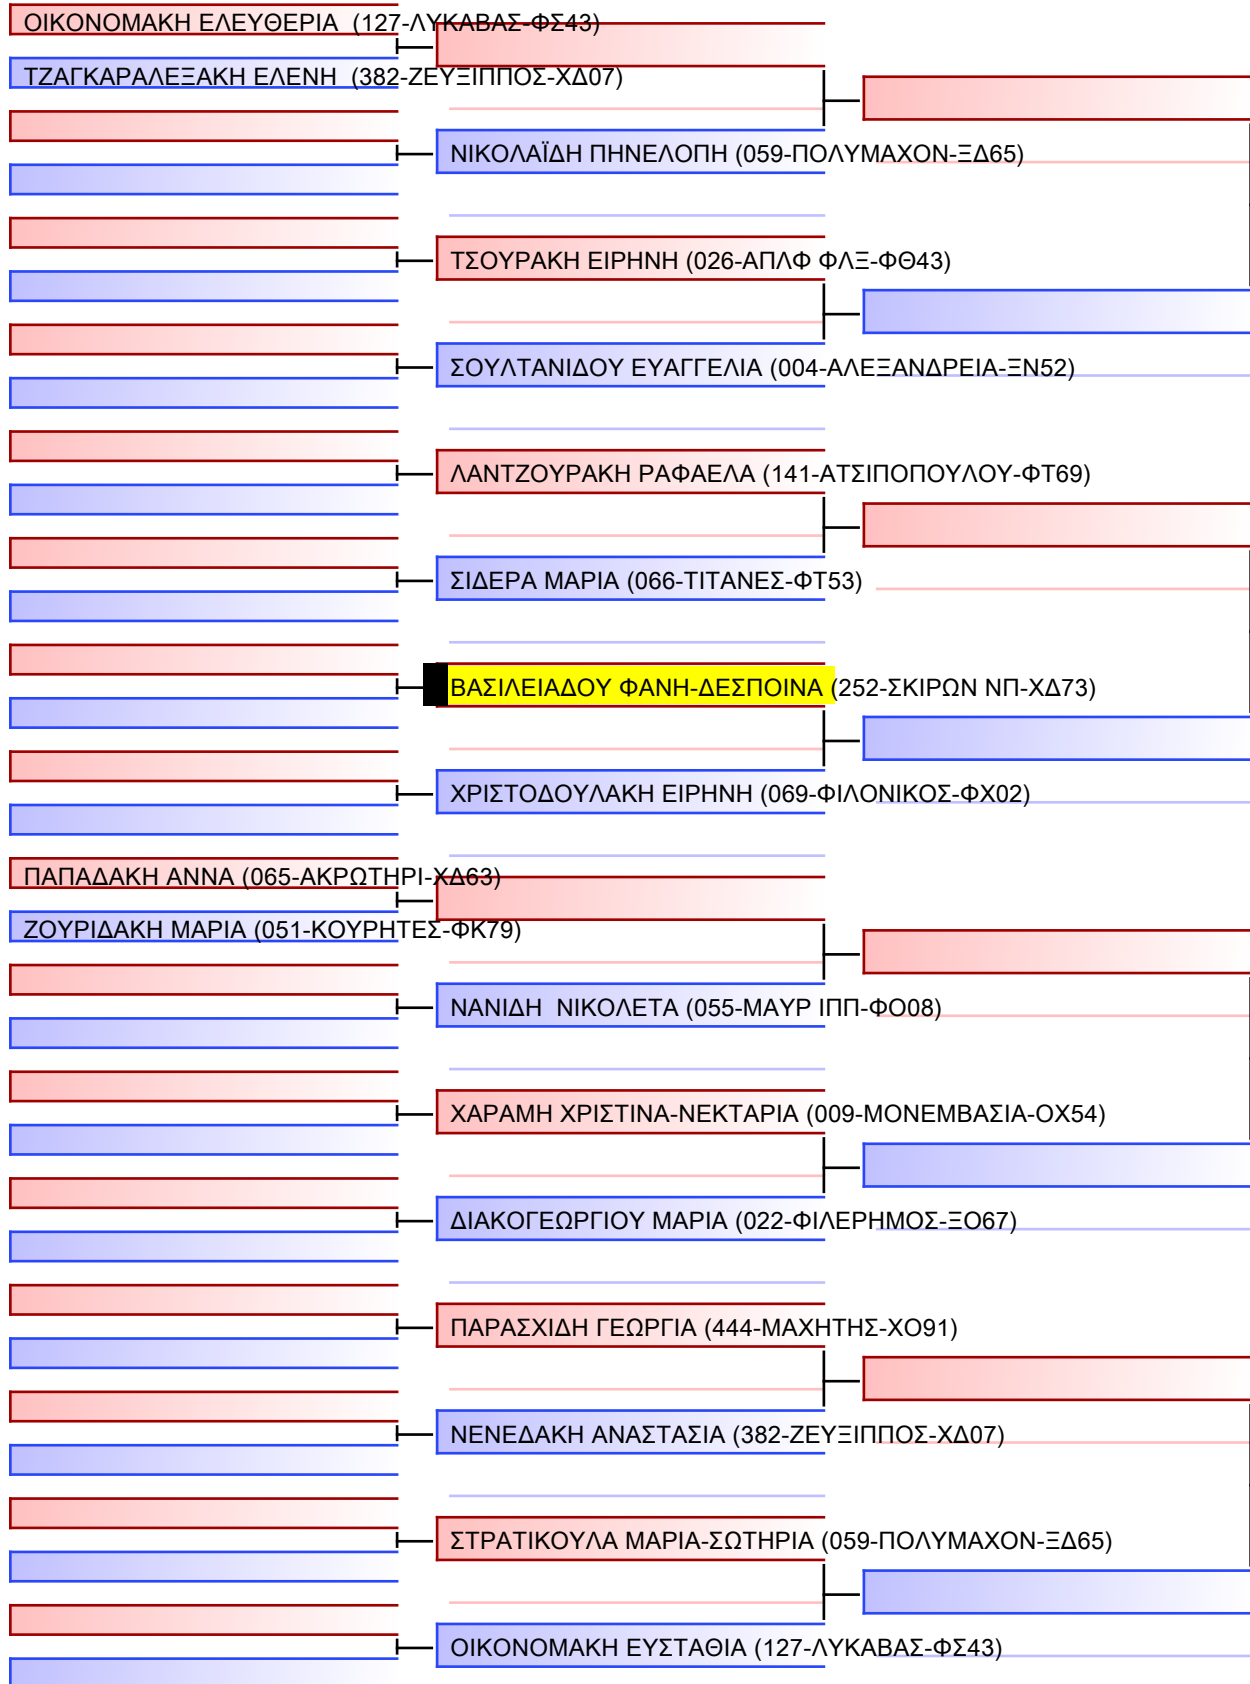 ΟΙΚΟΝΟΜΑΚΗ ΕΛΕΥΘΕΡΙΑ (127-ΛΥΚΑΒΑΣ-ΦΣ43)
ΤΖΑΓΚΑΡΑΛΕΞΑΚΗ ΕΛΕΝΗ (382-ΖΕΥΞΙΠΠΟΣ-ΧΔ07)
ΝΙΚΟΛΑΪΔΗ ΠΗΝΕΛΟΠΗ (059-ΠΟΛΥΜΑΧΟΝ-ΞΔ65)
ΤΣΟΥΡΑΚΗ ΕΙΡΗΝΗ (026-ΑΠΛΦ ΦΛΞ-ΦΘ43)
ΣΟΥΛΤΑΝΙΔΟΥ ΕΥΑΓΓΕΛΙΑ (004-ΑΛΕΞΑΝΔΡΕΙΑ-ΞΝ52)
ΛΑΝΤΖΟΥΡΑΚΗ ΡΑΦΑΕΛΑ (141-ΑΤΣΙΠΟΠΟΥΛΟΥ-ΦΤ69)
ΣΙΔΕΡΑ ΜΑΡΙΑ (066-ΤΙΤΑΝΕΣ-ΦΤ53)
ΒΑΣΙΛΕΙΑΔΟΥ ΦΑΝΗ-ΔΕΣΠΟΙΝΑ (252-ΣΚΙΡΩΝ ΝΠ-ΧΔ73)
ΧΡΙΣΤΟΔΟΥΛΑΚΗ ΕΙΡΗΝΗ (069-ΦΙΛΟΝΙΚΟΣ-ΦΧ02)
ΠΑΠΑΔΑΚΗ ΑΝΝΑ (065-ΑΚΡΩΤΗΡΙ-ΧΔ63)
ΖΟΥΡΙΔΑΚΗ ΜΑΡΙΑ (051-ΚΟΥΡΗΤΕΣ-ΦΚ79)
ΝΑΝΙΔΗ ΝΙΚΟΛΕΤΑ (055-ΜΑΥΡ ΙΠΠ-ΦΟ08)
ΧΑΡΑΜΗ ΧΡΙΣΤΙΝΑ-ΝΕΚΤΑΡΙΑ (009-ΜΟΝΕΜΒΑΣΙΑ-ΟΧ54)
ΔΙΑΚΟΓΕΩΡΓΙΟΥ ΜΑΡΙΑ (022-ΦΙΛΕΡΗΜΟΣ-ΞΟ67)
ΠΑΡΑΣΧΙΔΗ ΓΕΩΡΓΙΑ (444-ΜΑΧΗΤΗΣ-ΧΟ91)
ΝΕΝΕΔΑΚΗ ΑΝΑΣΤΑΣΙΑ (382-ΖΕΥΞΙΠΠΟΣ-ΧΔ07)
ΣΤΡΑΤΙΚΟΥΛΑ ΜΑΡΙΑ-ΣΩΤΗΡΙΑ (059-ΠΟΛΥΜΑΧΟΝ-ΞΔ65)
ΟΙΚΟΝΟΜΑΚΗ ΕΥΣΤΑΘΙΑ (127-ΛΥΚΑΒΑΣ-ΦΣ43)